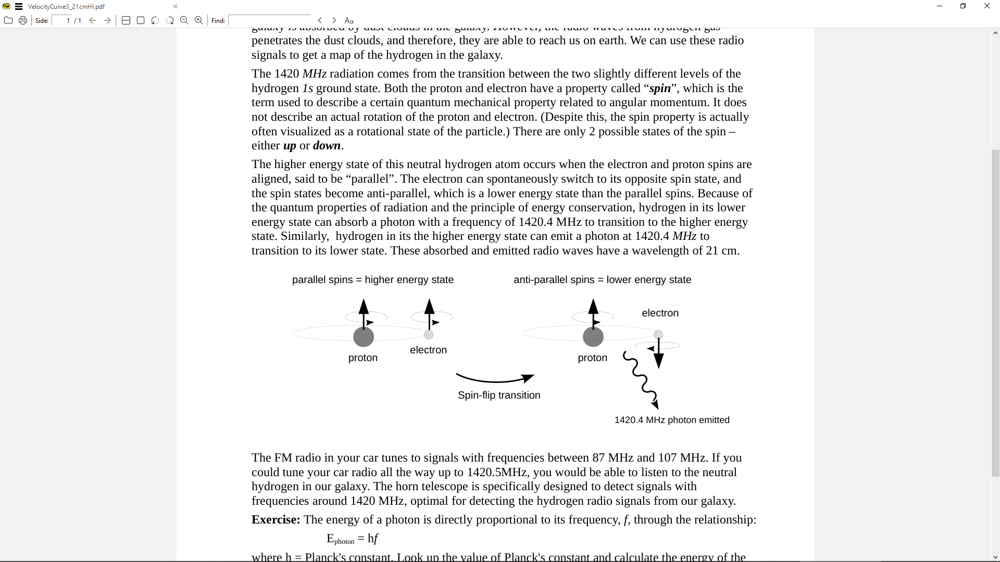 VelocityCurve3_21cmHI.pdf
Side: 1 / 1 Find:
galaxy is absorbed by dust clouds in the galaxy. However, the radio waves from hydrogen gas
penetrates the dust clouds, and therefore, they are able to reach us on earth. We can use these radio
signals to get a map of the hydrogen in the galaxy.
The 1420 MHz radiation comes from the transition between the two slightly different levels of the
hydrogen 1s ground state. Both the proton and electron have a property called “spin”, which is the
term used to describe a certain quantum mechanical property related to angular momentum. It does
not describe an actual rotation of the proton and electron. (Despite this, the spin property is actually
often visualized as a rotational state of the particle.) There are only 2 possible states of the spin –
either up or down.
The higher energy state of this neutral hydrogen atom occurs when the electron and proton spins are
aligned, said to be “parallel”. The electron can spontaneously switch to its opposite spin state, and
the spin states become anti-parallel, which is a lower energy state than the parallel spins. Because of
the quantum properties of radiation and the principle of energy conservation, hydrogen in its lower
energy state can absorb a photon with a frequency of 1420.4 MHz to transition to the higher energy
state. Similarly,  hydrogen in its the higher energy state can emit a photon at 1420.4 MHz to
transition to its lower state. These absorbed and emitted radio waves have a wavelength of 21 cm.
parallel spins = higher energy state
proton
electron
Spin-flip transition
anti-parallel spins = lower energy state
electron
proton
1420.4 MHz photon emitted
The FM radio in your car tunes to signals with frequencies between 87 MHz and 107 MHz. If you
could tune your car radio all the way up to 1420.5MHz, you would be able to listen to the neutral
hydrogen in our galaxy. The horn telescope is specifically designed to detect signals with
frequencies around 1420 MHz, optimal for detecting the hydrogen radio signals from our galaxy.
Exercise: The energy of a photon is directly proportional to its frequency, f, through the relationship:
Ephoton = hf
where h = Planck's constant. Look up the value of Planck's constant and calculate the energy of the